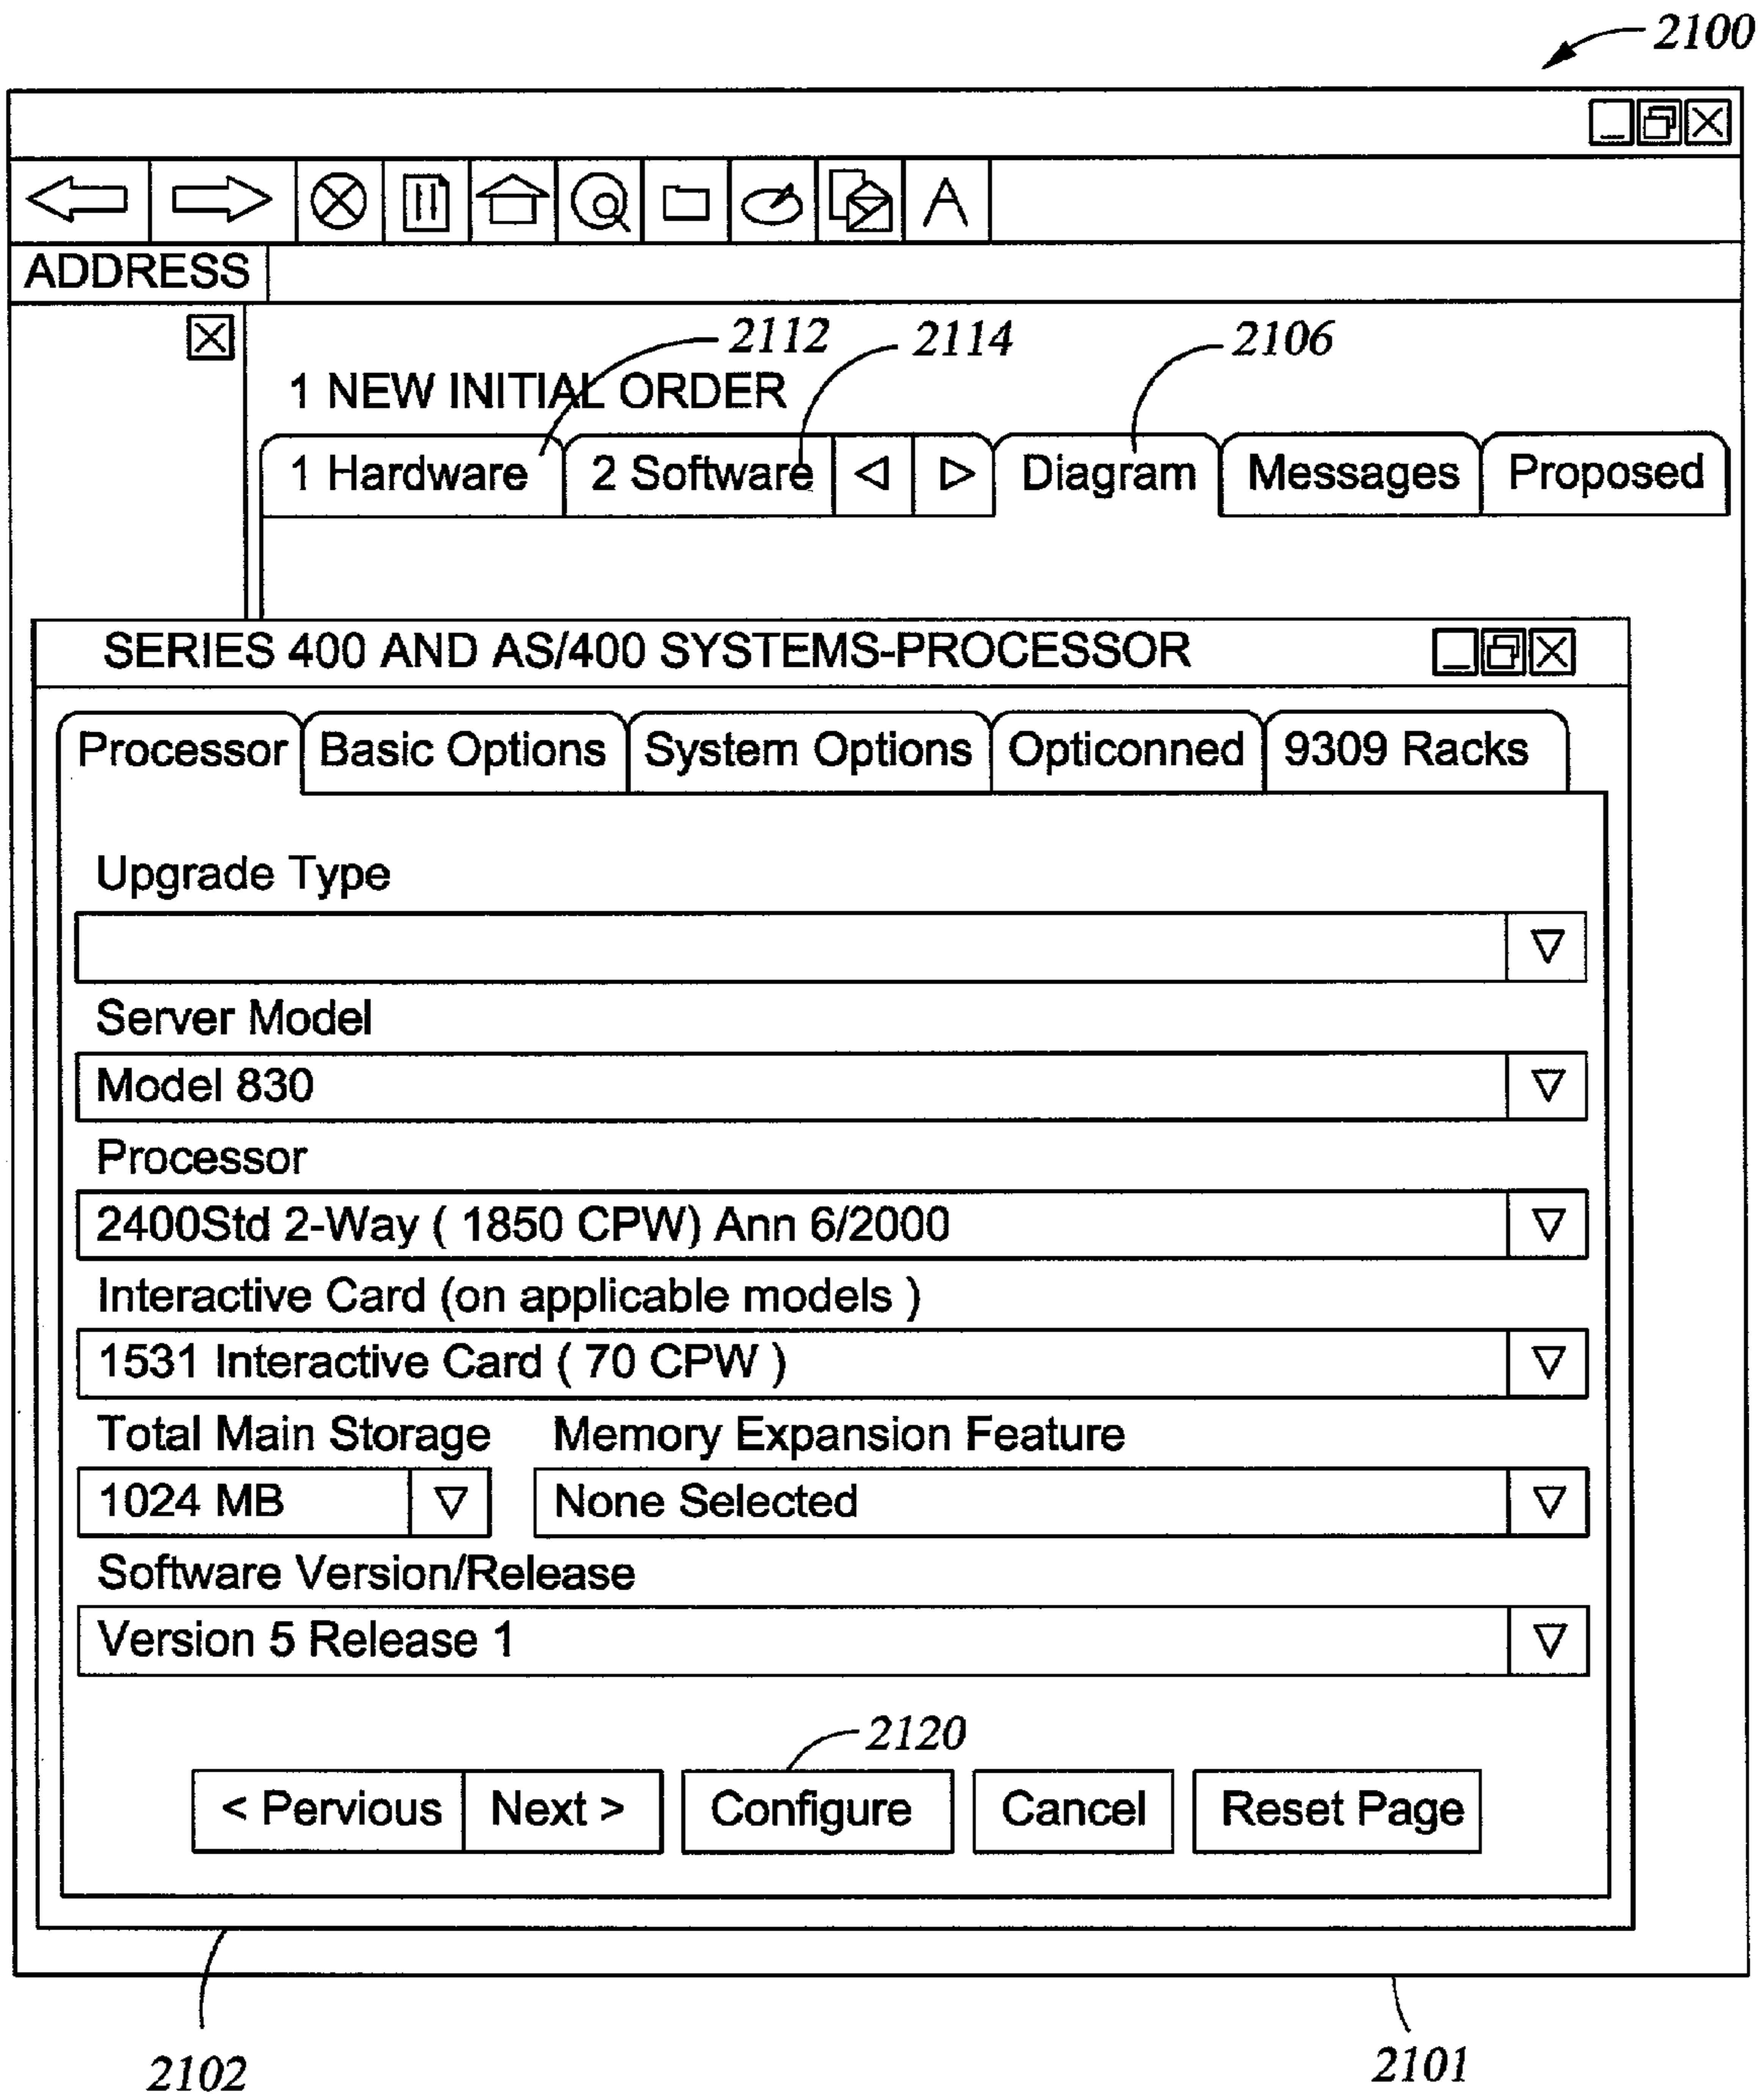 2100
ADDRESS
2112 2114 2106
1 NEW INITIAL ORDER
1 Hardware 2 Software Diagram Messages Proposed
SERIES 400 AND AS/400 SYSTEMS-PROCESSOR
Processor Basic Options System Options Opticonned 9309 Racks
Upgrade Type
Server Model
Model 830
Processor
2400Std 2-Way ( 1850 CPW) Ann 6/2000
Interactive Card (on applicable models )
1531 Interactive Card ( 70 CPW )
Total Main Storage Memory Expansion Feature
1024 MB None Selected
Software Version/Release
Version 5 Release 1
2120
< Pervious Next > Configure Cancel Reset Page
2102 2101